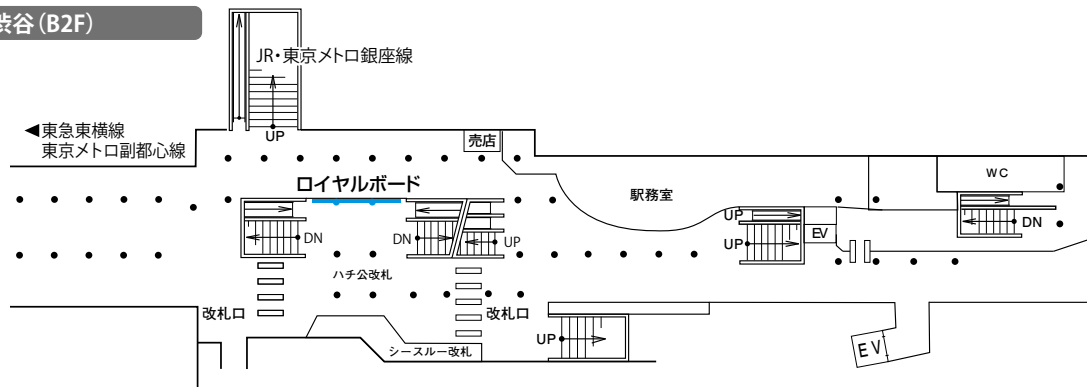 渋谷(B2F)
JR・東京メトロ銀座線
◀東急東横線
東京メトロ副都心線
UP
売店
ロイヤルボード
駅務室
WC
UP
UP
EV
DN
DN
DN
UP
ハチ公改札
改札口
改札口
シースルー改札
UP
EV